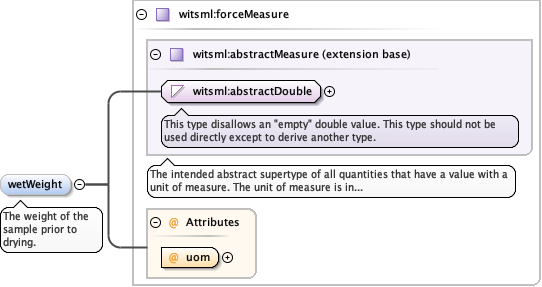 witsml:forceMeasure
witsml:abstractMeasure (extension base)
witsml:abstractDouble
This type disallows an "empty" double value. This type should not be
used directly except to derive another type.
The intended abstract supertype of all quantities that have a value with a
unit of measure. The unit of measure is in...
wetWeight
The weight of the
sample prior to
drying.
@ Attributes
@ uom